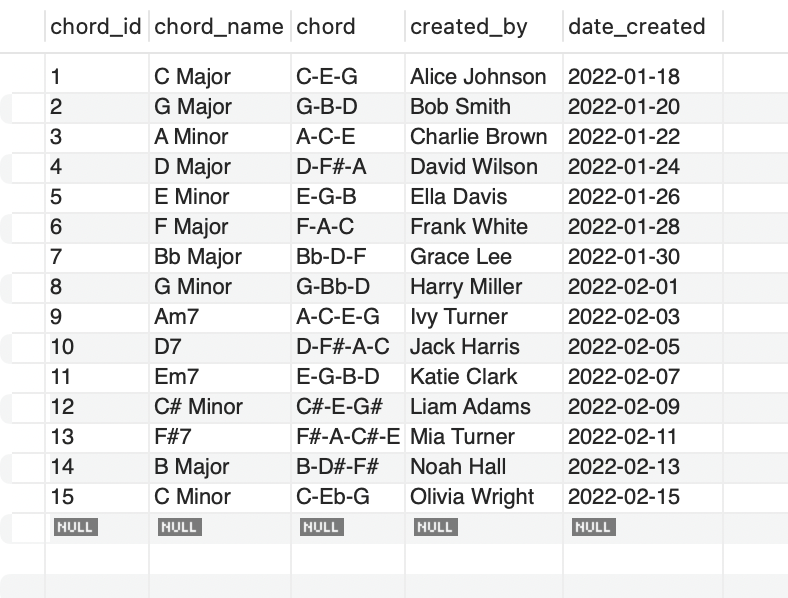 chord_id chord_name chord created_by date_created
1 C Major C-E-G Alice Johnson 2022-01-18
2 G Major G-B-D Bob Smith 2022-01-20
3 A Minor A-C-E Charlie Brown 2022-01-22
4 D Major D-F#-A David Wilson 2022-01-24
5 E Minor E-G-B Ella Davis 2022-01-26
6 F Major F-A-C Frank White 2022-01-28
7 Bb Major Bb-D-F Grace Lee 2022-01-30
8 G Minor G-Bb-D Harry Miller 2022-02-01
9 Am7 A-C-E-G Ivy Turner 2022-02-03
10 D7 D-F#-A-C Jack Harris 2022-02-05
11 Em7 E-G-B-D Katie Clark 2022-02-07
12 C# Minor C#-E-G# Liam Adams 2022-02-09
13 F#7 F#-A-C#-E Mia Turner 2022-02-11
14 B Major B-D#-F# Noah Hall 2022-02-13
15 C Minor C-Eb-G Olivia Wright 2022-02-15
NULL NULL NULL NULL NULL